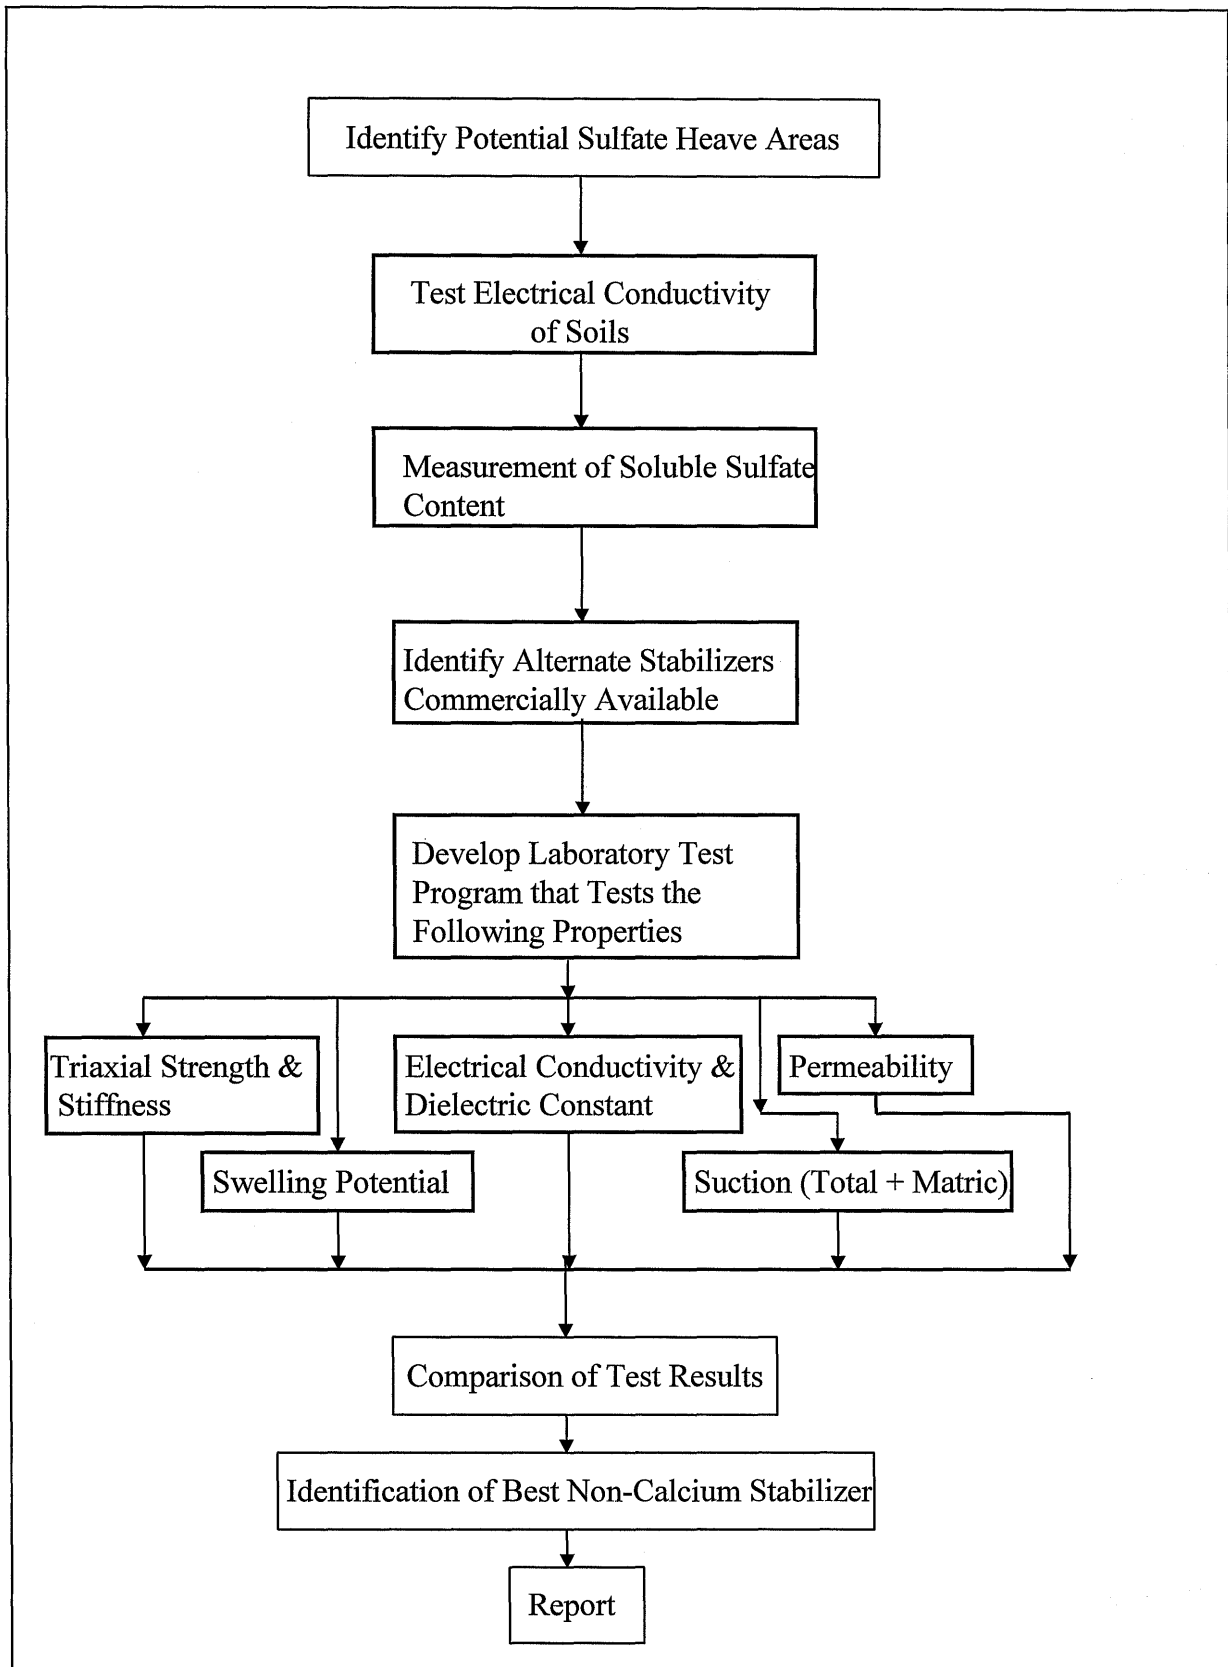 Identify Potential Sulfate Heave Areas
Test Electrical Conductivity
of Soils
Measurement of Soluble Sulfate
Content
Identify Alternate Stabilizers
Commercially Available
Develop Laboratory Test
Program that Tests the
Following Properties
Triaxial Strength &
Stiffness
Electrical Conductivity &
Dielectric Constant
Permeability
Swelling Potential
Suction (Total + Matric)
Comparison of Test Results
Identification of Best Non-Calcium Stabilizer
Report